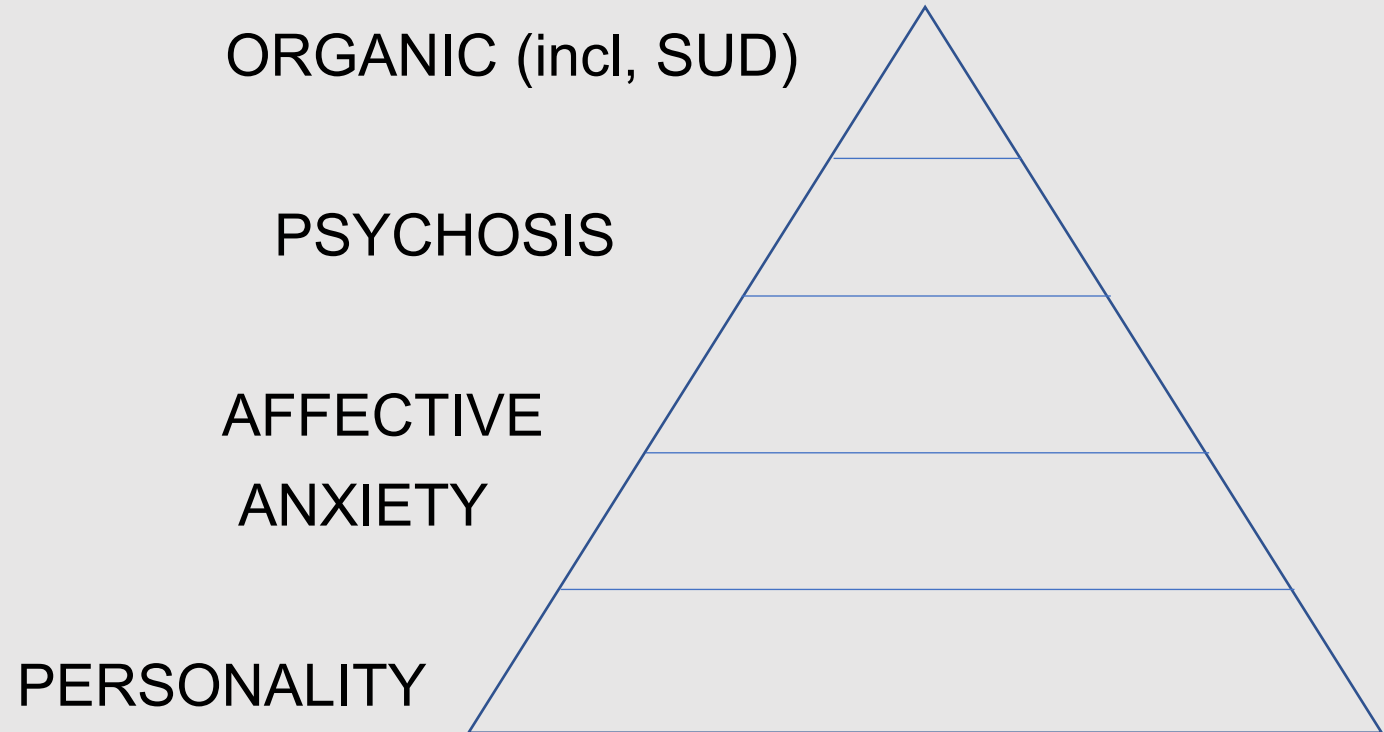 ORGANIC (incl, SUD)
PSYCHOSIS
AFFECTIVE
ANXIETY
PERSONALITY